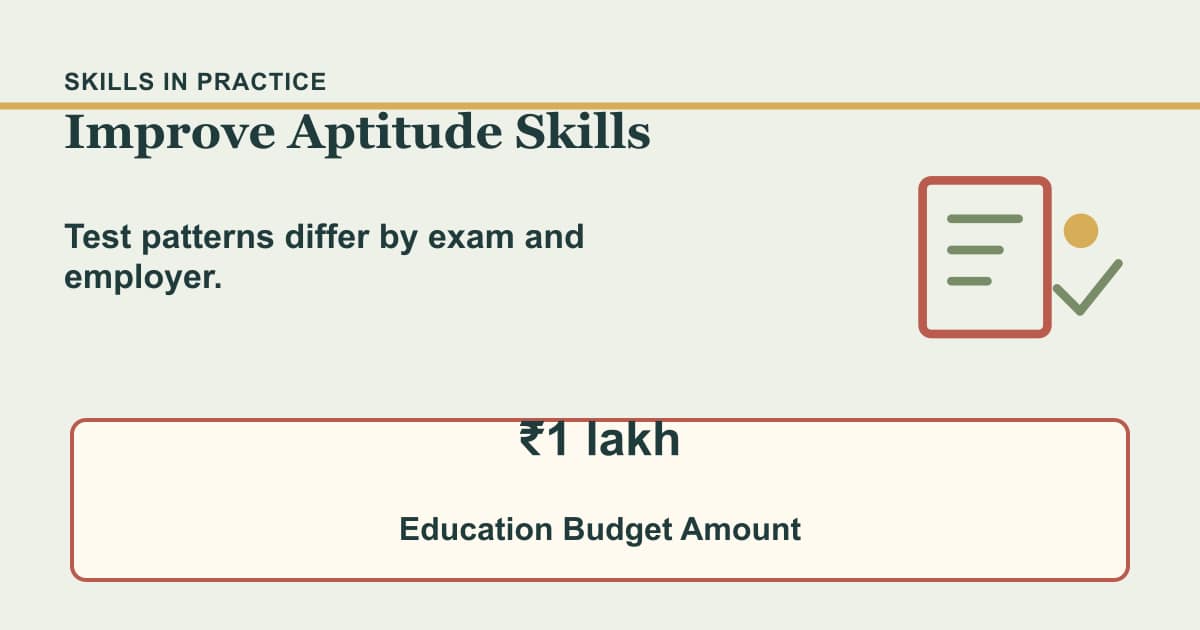 SKILLS IN PRACTICE
Improve Aptitude Skills
Test patterns differ by exam and
employer.
₹1 lakh
Education Budget Amount